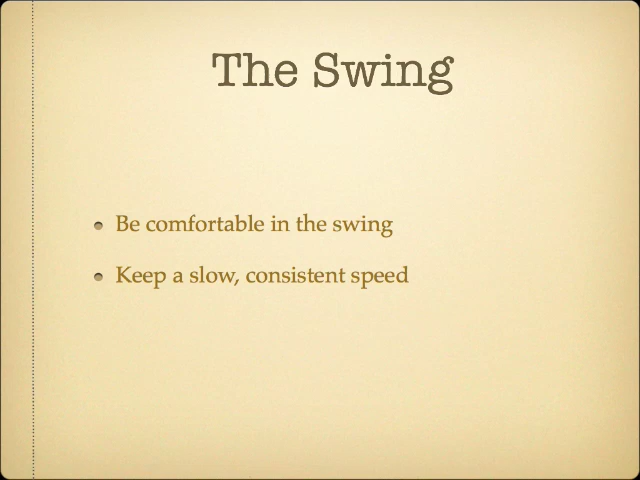 The Swing
Be comfortable in the swing
Keep a slow, consistent speed